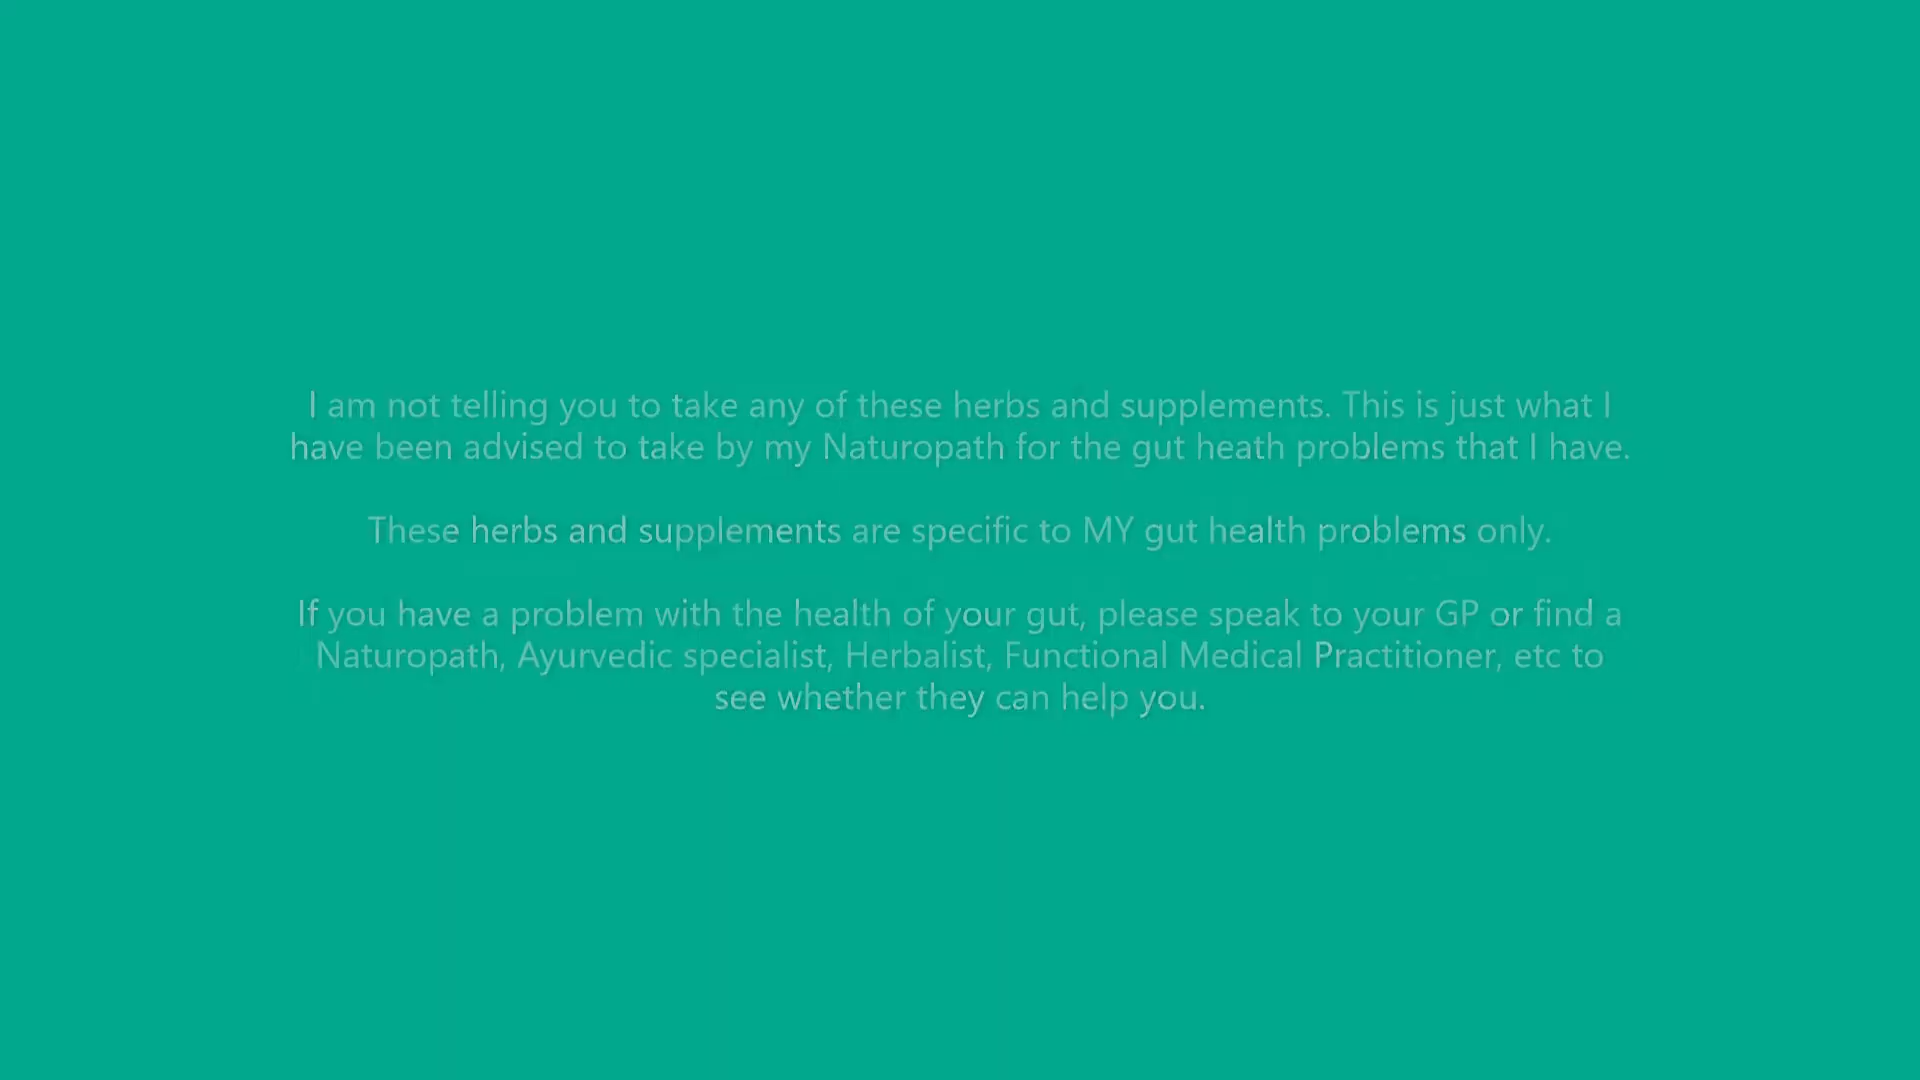 I am not telling you to take any of these herbs and supplements. This is just what I
have been advised to take by my Naturopath for the gut heath problems that I have.
These herbs and supplements are specific to MY gut health problems only.
If you have a problem with the health of your gut, please speak to your GP or find a
Naturopath, Ayurvedic specialist, Herbalist, Functional Medical Practitioner, etc to
see whether they can help you.